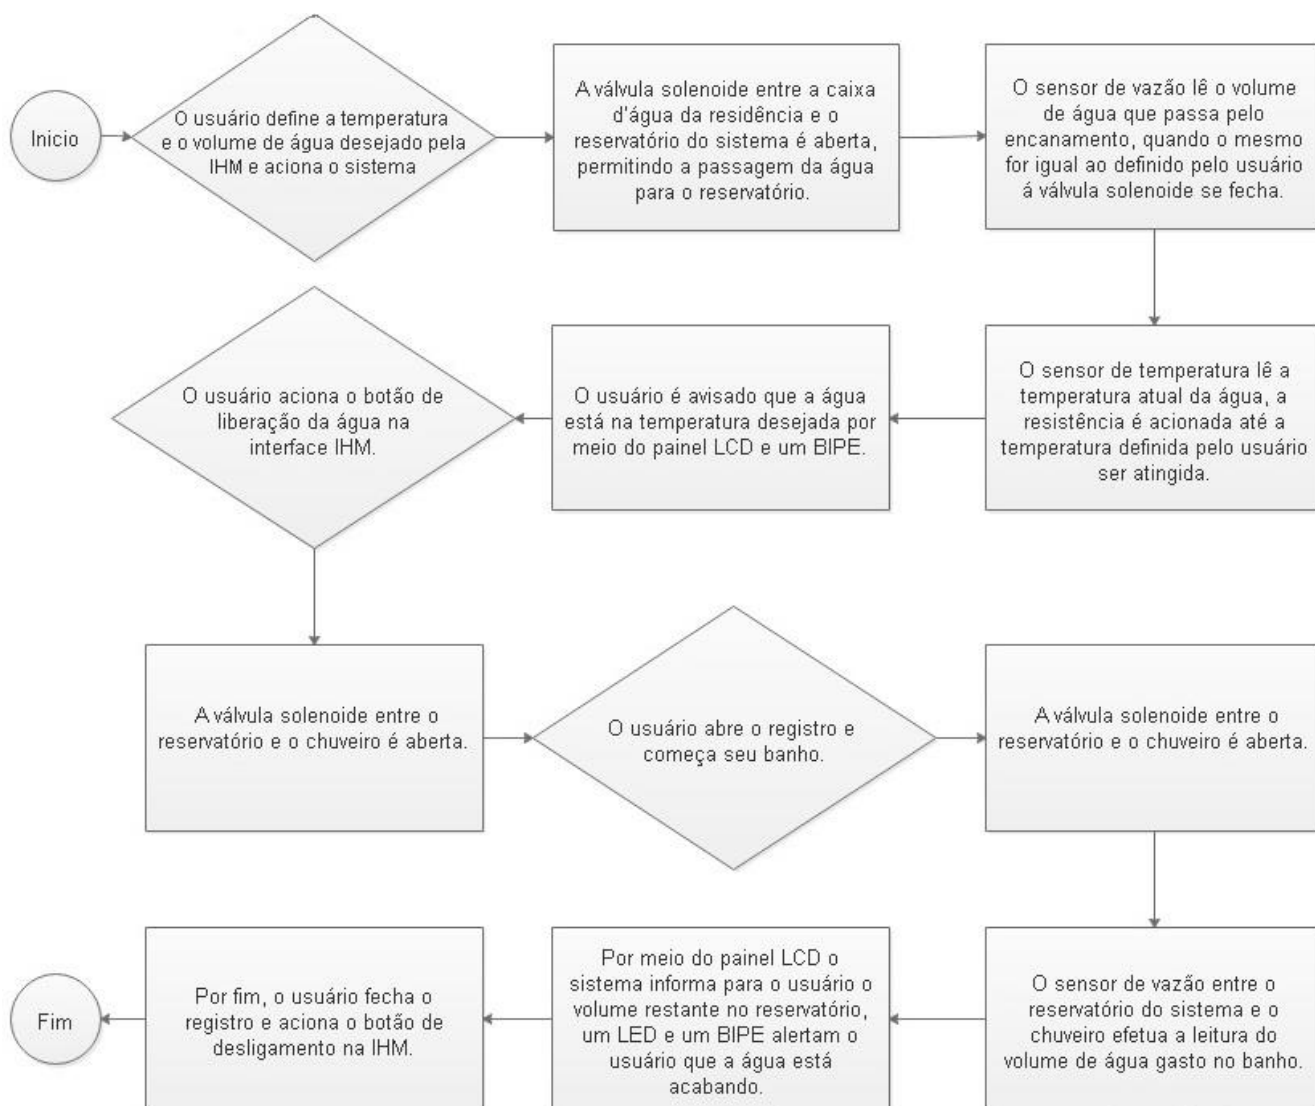 Inicio
O usuário define a temperatura
e o volume de água desejado pela
IHM e aciona o sistema
A válvula solenoide entre a caixa
d'água da residência e o
reservatório do sistema é aberta,
permitindo a passagem da água
para o reservatório.
O sensor de vazão lê o volume
de água que passa pelo
encanamento, quando o mesmo
for igual ao definido pelo usuário
á válvula solenoide se fecha.
O sensor de temperatura lê a
temperatura atual da água, a
resistência é acionada até a
temperatura definida pelo usuário
ser atingida.
O usuário é avisado que a água
está na temperatura desejada por
meio do painel LCD e um BIPE.
O usuário aciona o botão de
liberação da água na
interface IHM.
A válvula solenoide entre o
reservatório e o chuveiro é aberta.
O usuário abre o registro e
começa seu banho.
A válvula solenoide entre o
reservatório e o chuveiro é aberta.
O sensor de vazão entre o
reservatório do sistema e o
chuveiro efetua a leitura do
volume de água gasto no banho.
Por meio do painel LCD o
sistema informa para o usuário o
volume restante no reservatório,
um LED e um BIPE alertam o
usuário que a água está
acabando.
Por fim, o usuário fecha o
registro e aciona o botão de
desligamento na IHM.
Fim